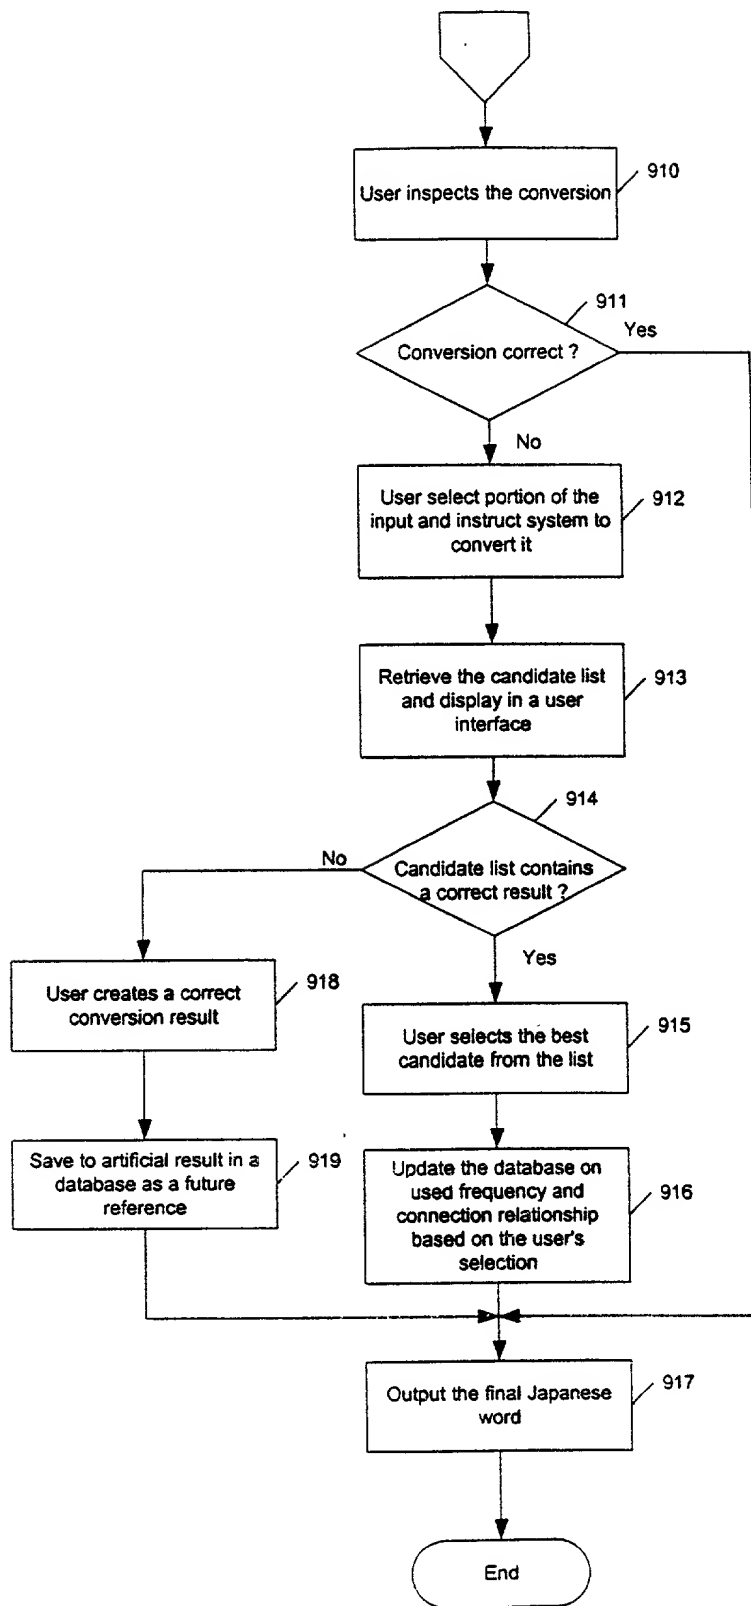 User inspects the conversion
910
911
Conversion correct ?
Yes
No
User select portion of the
input and instruct system to
convert it
912
Retrieve the candidate list
and display in a user
interface
913
914
Candidate list contains
a correct result ?
No
Yes
User creates a correct
conversion result
918
User selects the best
candidate from the list
915
Save to artificial result in a
database as a future
reference
919
Update the database on
used frequency and
connection relationship
based on the user's
selection
916
Output the final Japanese
word
917
End